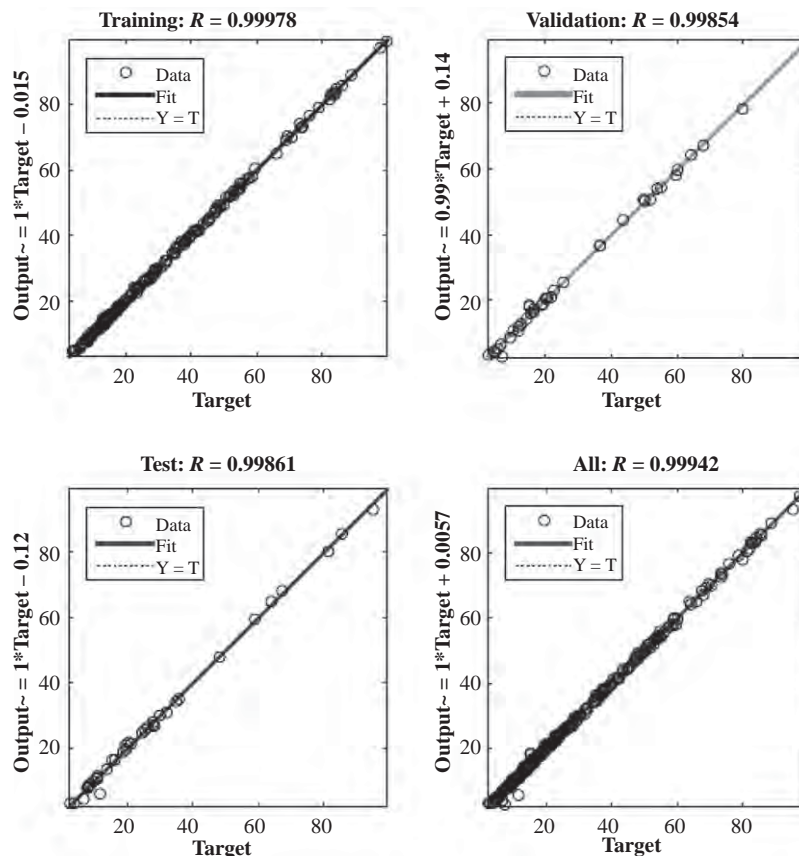 Training: R = 0.99978
Output~ = 1*Target − 0.015
Data
Fit
Y = T
80
60
40
20
20
40
60
80
Target
Validation: R = 0.99854
Output~ = 0.99*Target + 0.14
Data
Fit
Y = T
80
60
40
20
20
40
60
80
Target
Test: R = 0.99861
Output~ = 1*Target − 0.12
Data
Fit
Y = T
80
60
40
20
20
40
60
80
Target
All: R = 0.99942
Output~ = 1*Target + 0.0057
Data
Fit
Y = T
80
60
40
20
20
40
60
80
Target